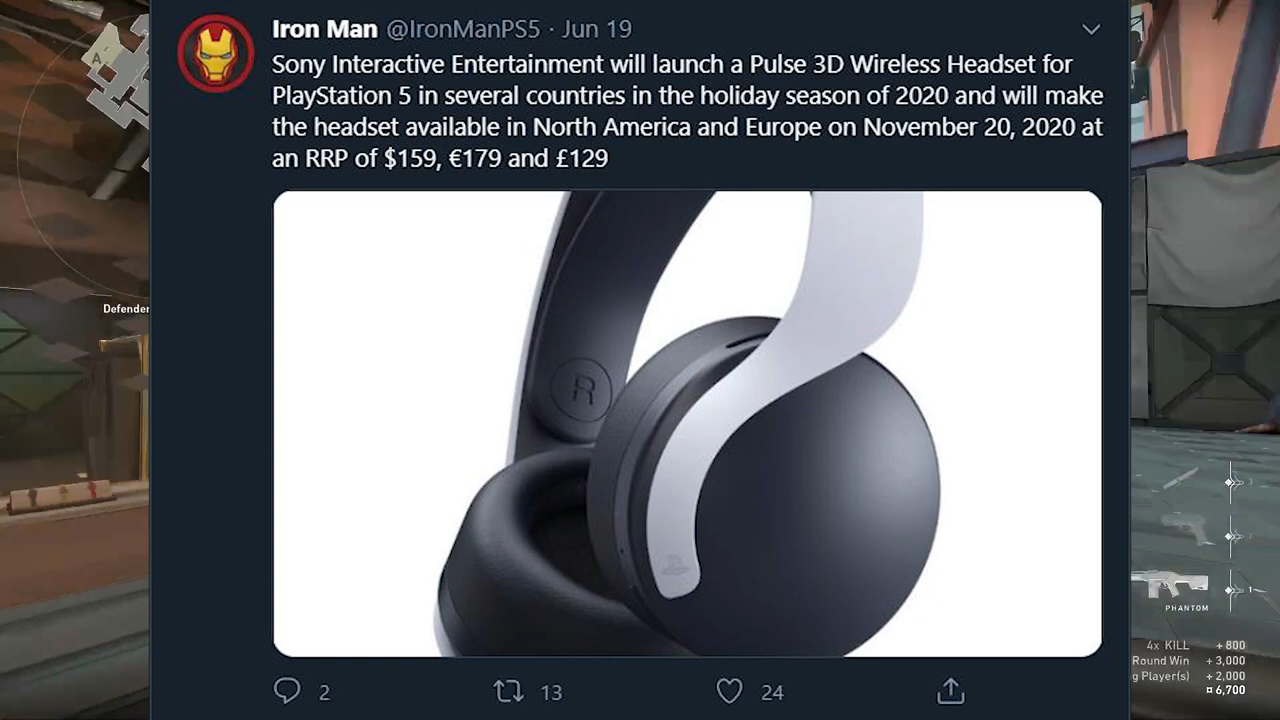 Iron Man @IronManPS5 · Jun 19
Sony Interactive Entertainment will launch a Pulse 3D Wireless Headset for
PlayStation 5 in several countries in the holiday season of 2020 and will make
the headset available in North America and Europe on November 20, 2020 at
an RRP of $159, €179 and £129
A
Defender
R
2
13
24
1
PHANTOM
4x KILL + 800
Round Win + 3,000
g Player(s) + 2,000
¤ 6,700